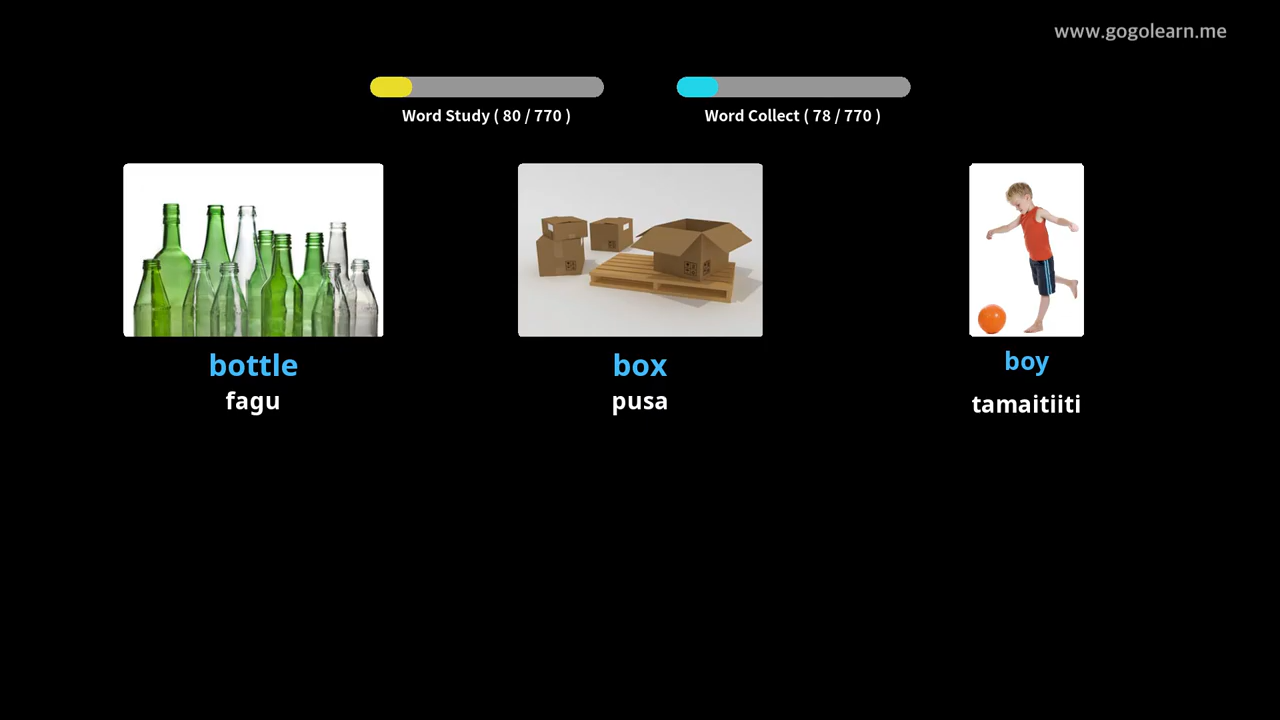 www.gogolearn.me
Word Study ( 80 / 770 )
Word Collect ( 78 / 770 )
bottle
fagu
box
pusa
boy
tamaitiiti